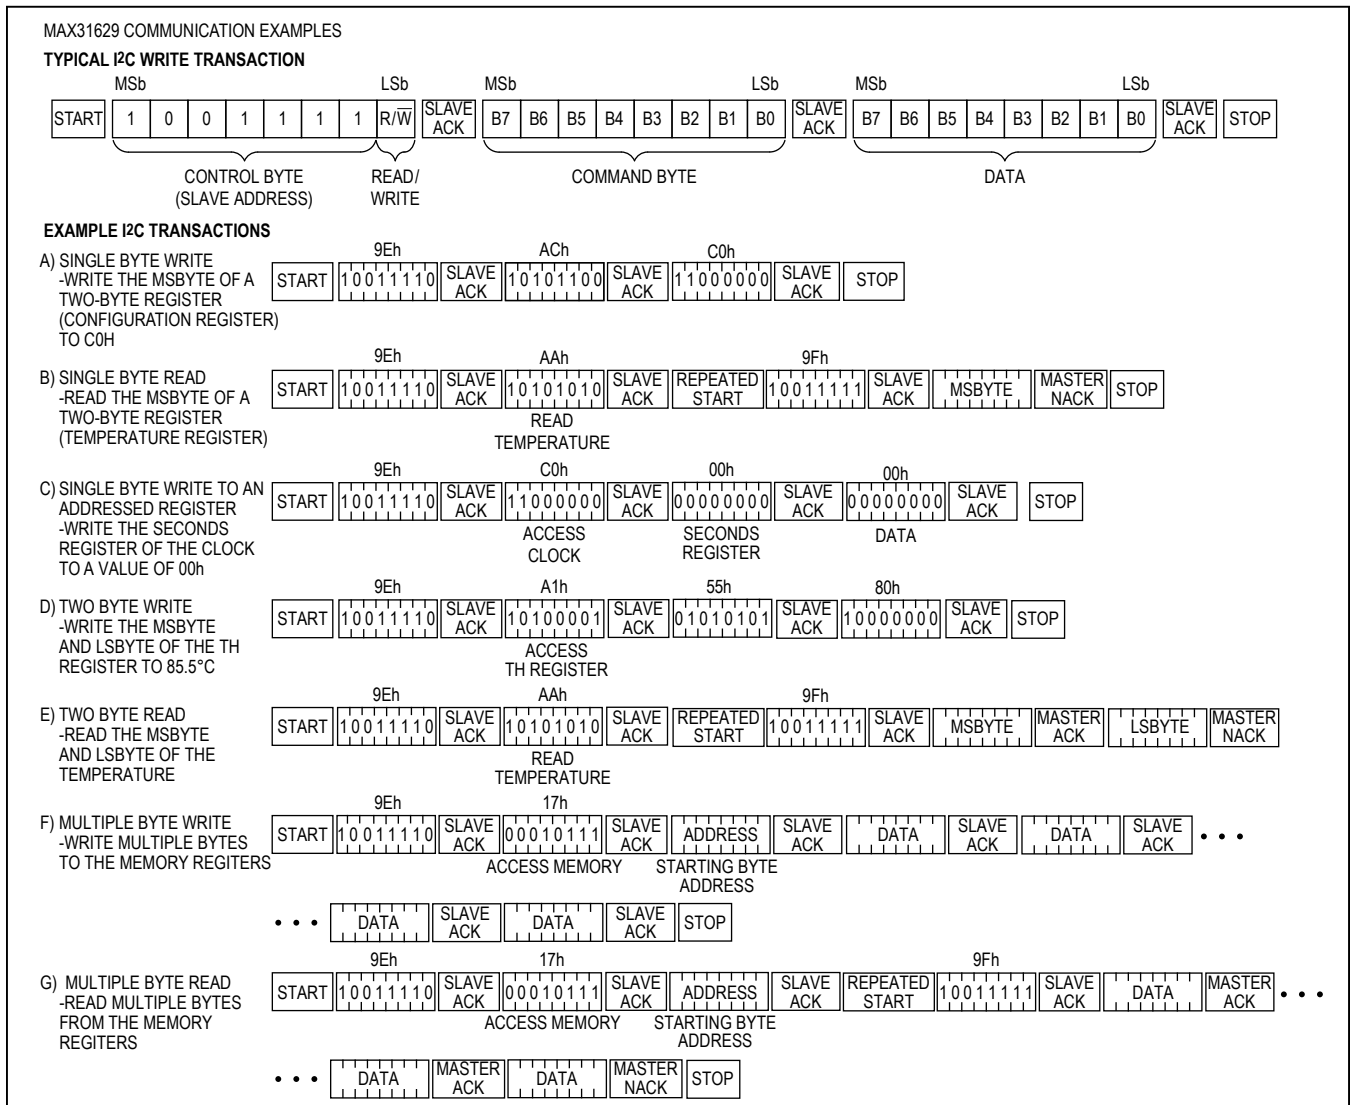 MAX31629 COMMUNICATION EXAMPLES
TYPICAL I2C WRITE TRANSACTION
MSb LSb MSb LSb MSb LSb
START 1 0 0 1 1 1 1 R/W̅ SLAVE ACK B7 B6 B5 B4 B3 B2 B1 B0 SLAVE ACK B7 B6 B5 B4 B3 B2 B1 B0 SLAVE ACK STOP
CONTROL BYTE (SLAVE ADDRESS) READ/ WRITE COMMAND BYTE DATA
EXAMPLE I2C TRANSACTIONS
A) SINGLE BYTE WRITE
-WRITE THE MSBYTE OF A
TWO-BYTE REGISTER
(CONFIGURATION REGISTER)
TO C0H
9Eh ACh C0h
START 10011110 SLAVE ACK 10101100 SLAVE ACK 11000000 SLAVE ACK STOP
B) SINGLE BYTE READ
-READ THE MSBYTE OF A
TWO-BYTE REGISTER
(TEMPERATURE REGISTER)
9Eh AAh 9Fh
START 10011110 SLAVE ACK 10101010 SLAVE ACK REPEATED START 10011111 SLAVE ACK MSBYTE MASTER NACK STOP
READ
TEMPERATURE
C) SINGLE BYTE WRITE TO AN
ADDRESSED REGISTER
-WRITE THE SECONDS
REGISTER OF THE CLOCK
TO A VALUE OF 00h
9Eh C0h 00h 00h
START 10011110 SLAVE ACK 11000000 SLAVE ACK 00000000 SLAVE ACK 00000000 SLAVE ACK STOP
ACCESS CLOCK SECONDS REGISTER DATA
D) TWO BYTE WRITE
-WRITE THE MSBYTE
AND LSBYTE OF THE TH
REGISTER TO 85.5°C
9Eh A1h 55h 80h
START 10011110 SLAVE ACK 10100001 SLAVE ACK 01010101 SLAVE ACK 10000000 SLAVE ACK STOP
ACCESS
TH REGISTER
E) TWO BYTE READ
-READ THE MSBYTE
AND LSBYTE OF THE
TEMPERATURE
9Eh AAh 9Fh
START 10011110 SLAVE ACK 10101010 SLAVE ACK REPEATED START 10011111 SLAVE ACK MSBYTE MASTER ACK LSBYTE MASTER NACK
READ
TEMPERATURE
F) MULTIPLE BYTE WRITE
-WRITE MULTIPLE BYTES
TO THE MEMORY REGITERS
9Eh 17h
START 10011110 SLAVE ACK 00010111 SLAVE ACK ADDRESS SLAVE ACK DATA SLAVE ACK DATA SLAVE ACK • • •
ACCESS MEMORY STARTING BYTE ADDRESS
• • • DATA SLAVE ACK DATA SLAVE ACK STOP
G) MULTIPLE BYTE READ
-READ MULTIPLE BYTES
FROM THE MEMORY
REGITERS
9Eh 17h 9Fh
START 10011110 SLAVE ACK 00010111 SLAVE ACK ADDRESS SLAVE ACK REPEATED START 10011111 SLAVE ACK DATA MASTER ACK • • •
ACCESS MEMORY STARTING BYTE ADDRESS
• • • DATA MASTER ACK DATA MASTER NACK STOP